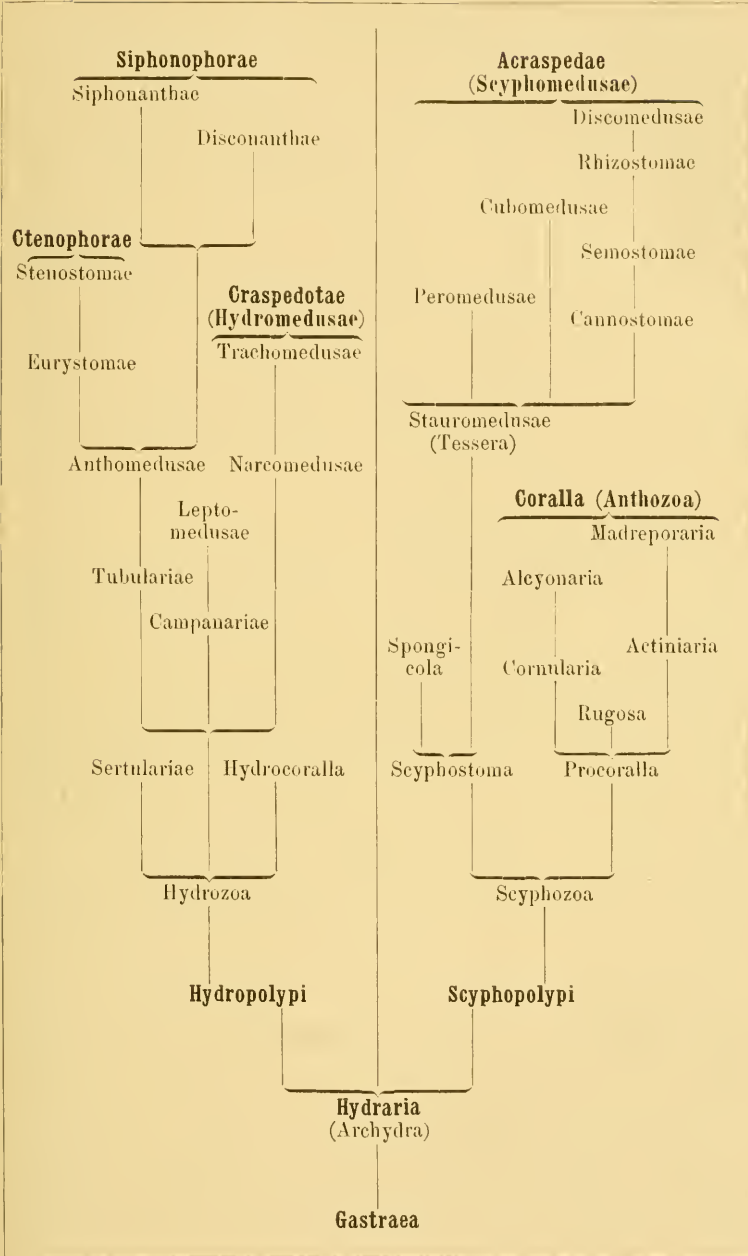 Siphonophorae
Siphonanthae
Disconanthae
Ctenophorae
Stenostomae
Eurystomae
Craspedotae
(Hydromedusae)
Trachomedusae
Anthomedusae
Narcomedusae
Lepto-
medusae
Tubulariae
Campanariae
Sertulariae
Hydrocoralla
Hydrozoa
Hydropolypi
Acraspedae
(Scyphomedusae)
Discomedusae
Rhizostomae
Cubomedusae
Semostomae
Peromedusae
Cannostomae
Stauromedusae
(Tessera)
Coralla (Anthozoa)
Madreporaria
Alcyonaria
Spongi-
cola
Actiniaria
Cornularia
Rugosa
Scyphostoma
Procoralla
Scyphozoa
Scyphopolypi
Hydraria
(Archydra)
Gastraea